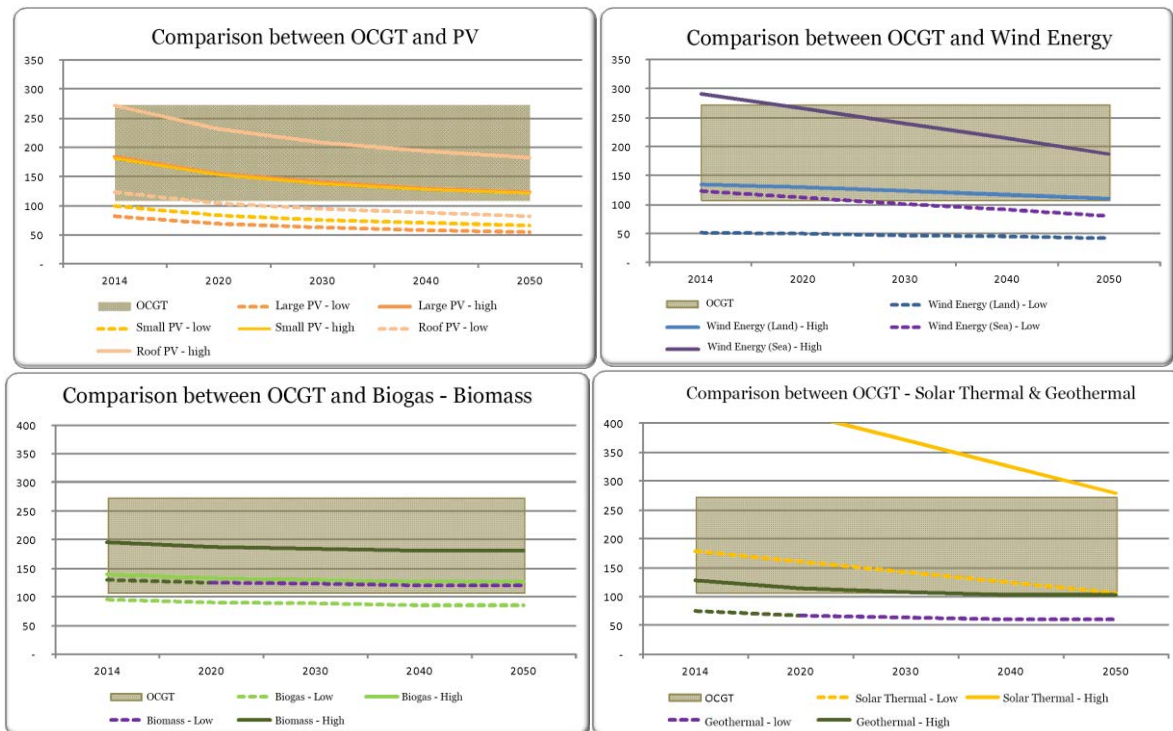 Comparison between OCGT and PV
350
300
250
200
150
100
50
-
2014 2020 2030 2040 2050
OCGT Large PV - low Large PV - high
Small PV - low Small PV - high Roof PV - low
Roof PV - high
Comparison between OCGT and Wind Energy
350
300
250
200
150
100
50
-
2014 2020 2030 2040 2050
OCGT Wind Energy (Land) - Low
Wind Energy (Land) - High Wind Energy (Sea) - Low
Wind Energy (Sea) - High
Comparison between OCGT and Biogas - Biomass
400
350
300
250
200
150
100
50
-
2014 2020 2030 2040 2050
OCGT Biogas - Low Biogas - High
Biomass - Low Biomass - High
Comparison between OCGT - Solar Thermal & Geothermal
400
350
300
250
200
150
100
50
-
2014 2020 2030 2040 2050
OCGT Solar Thermal - Low Solar Thermal - High
Geothermal - low Geothermal - High